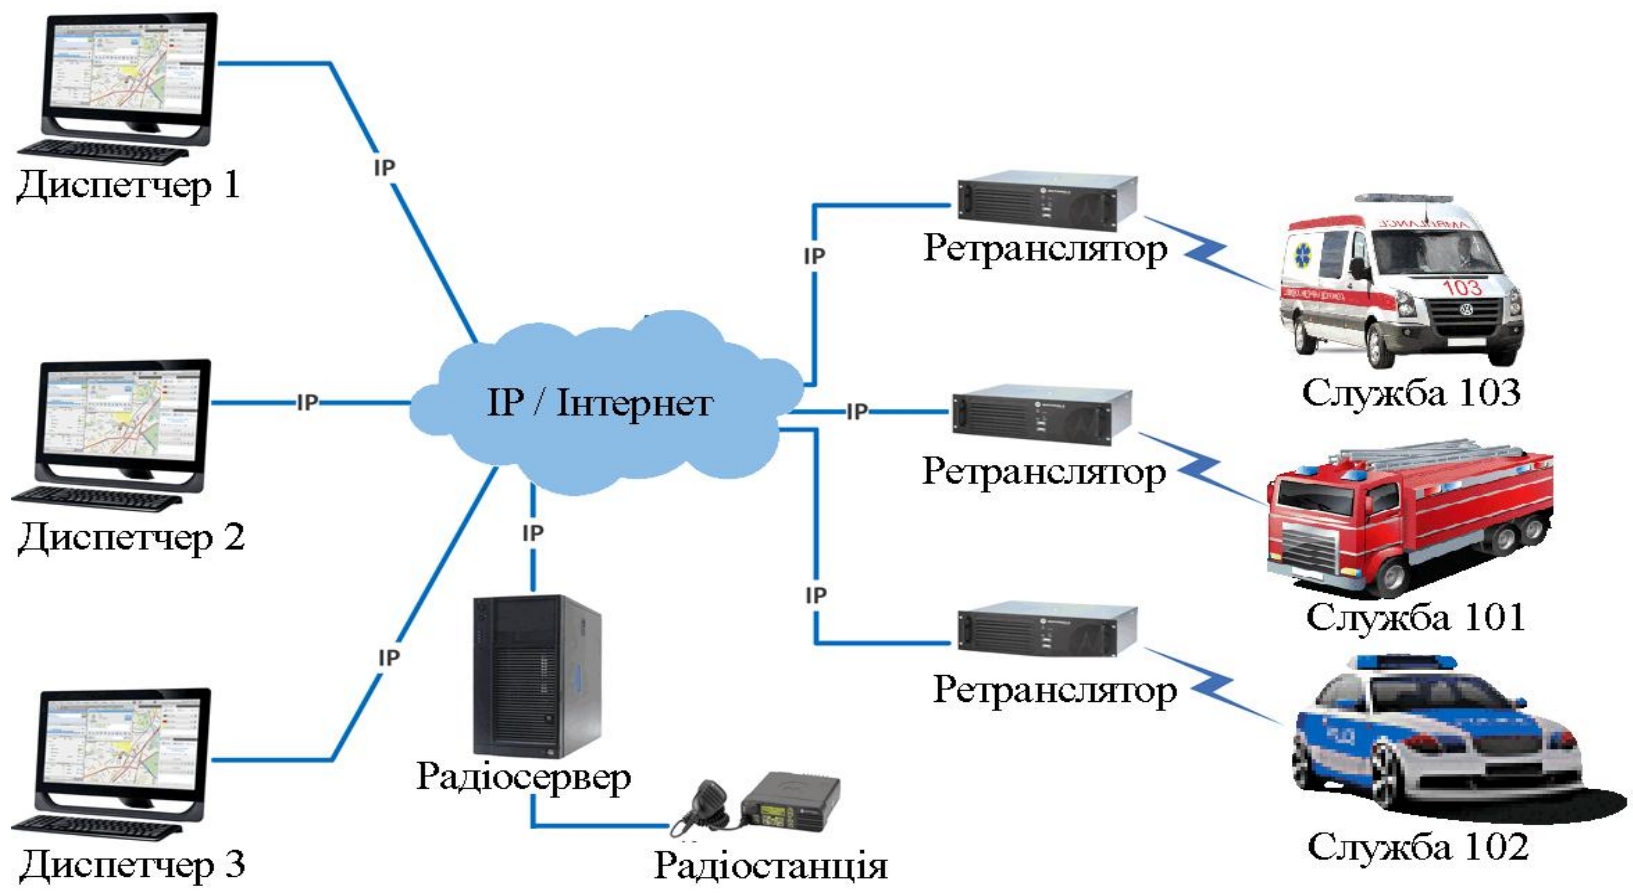 Диспетчер 1
IP
Диспетчер 2
IP
Диспетчер 3
IP
IP / Інтернет
IP
Радіосервер
Радіостанція
IP
Ретранслятор
AMBULANCE
103
Служба 103
IP
Ретранслятор
Служба 101
IP
Ретранслятор
Служба 102